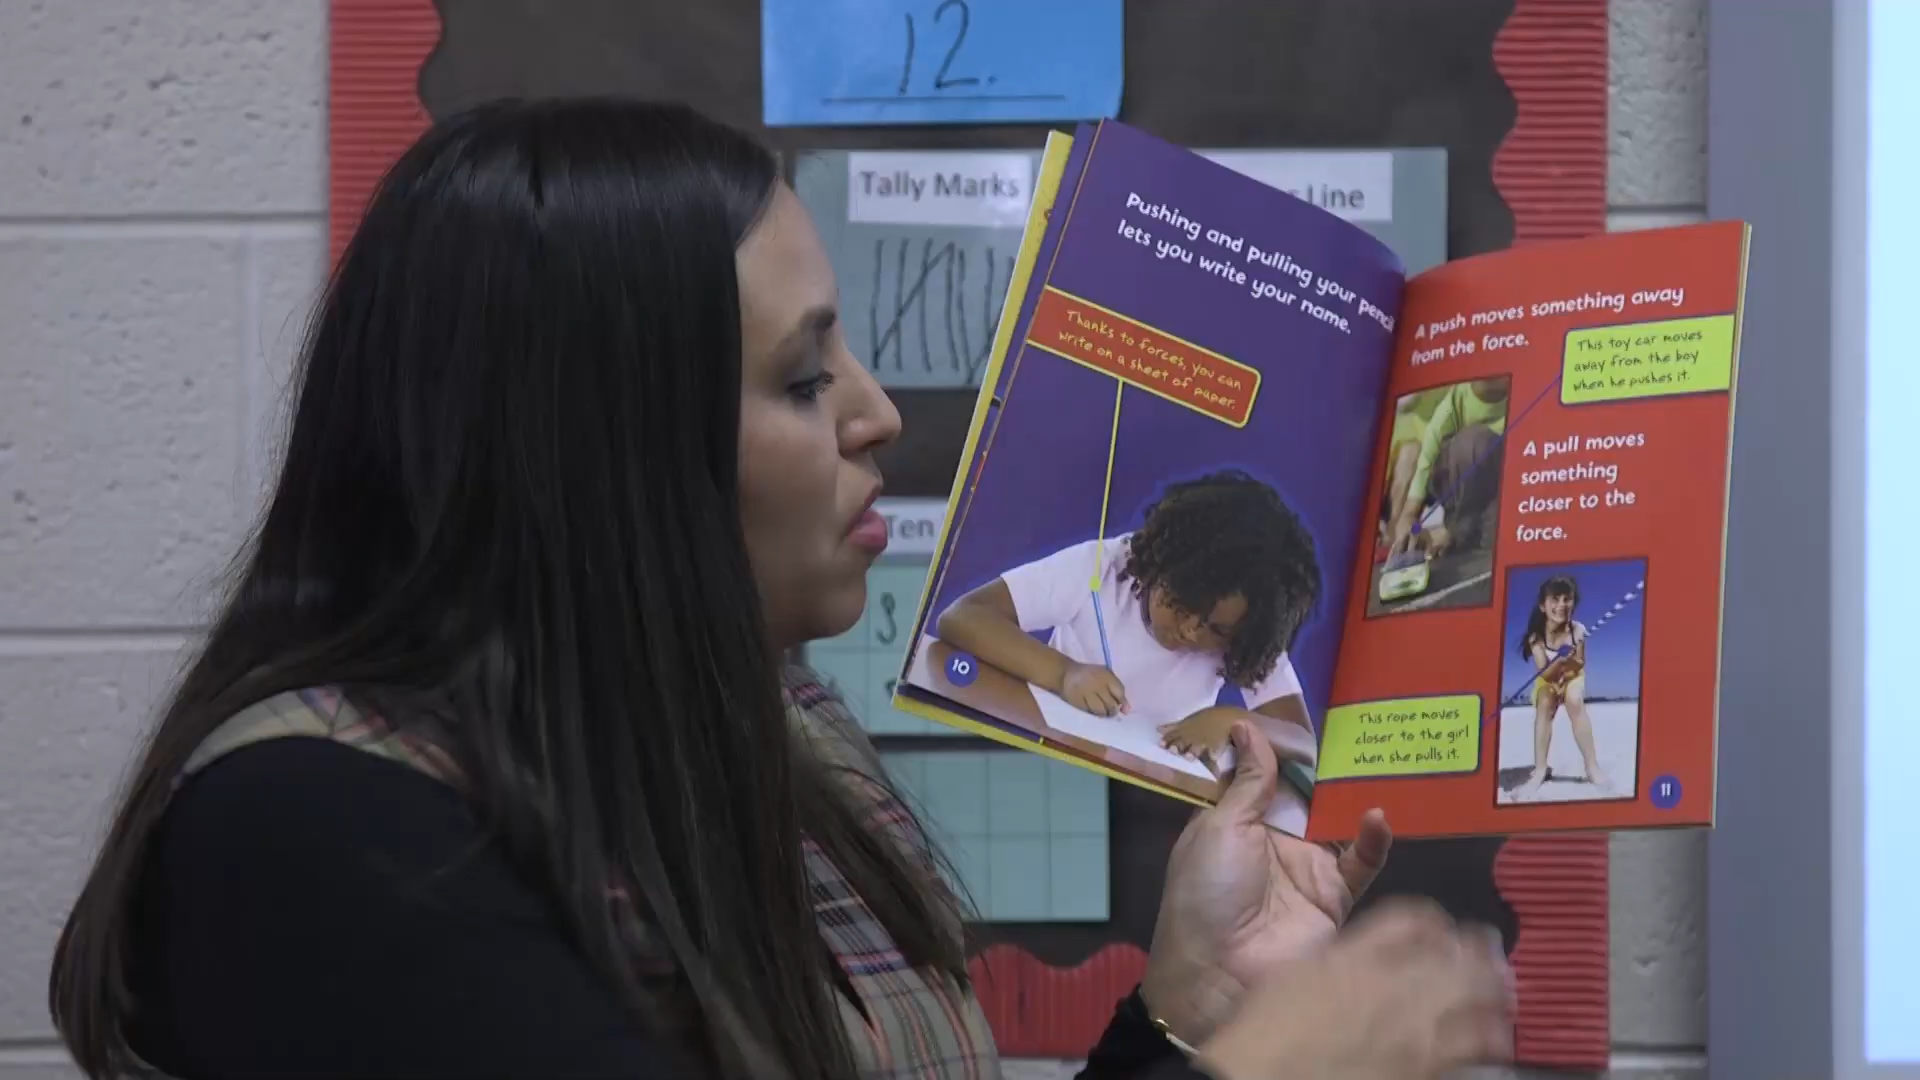 12.
Tally Marks
Line
Ten
Pushing and pulling your pencil
lets you write your name.
Thanks to forces, you can
write on a sheet of paper.
10
A push moves something away
from the force.
This toy car moves
away from the boy
when he pushes it.
A pull moves
something
closer to the
force.
This rope moves
closer to the girl
when she pulls it.
11